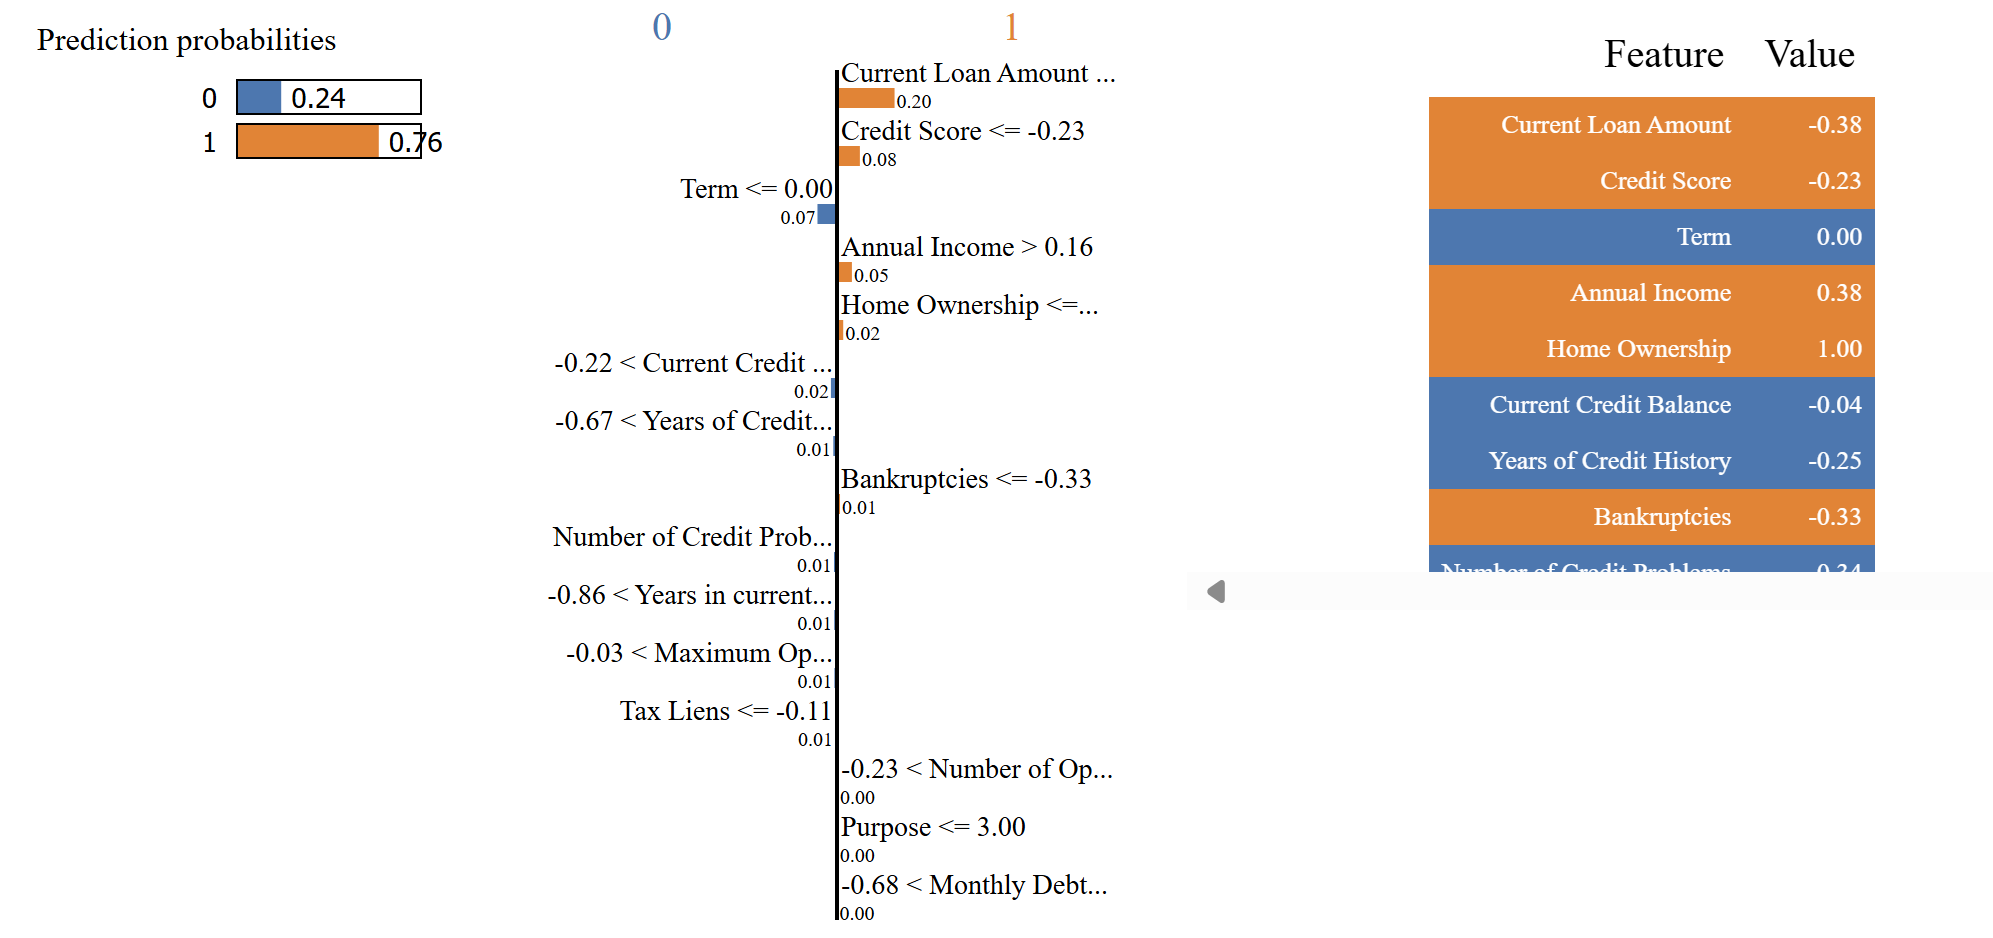 Prediction probabilities
0 0.24
1 0.76
0 1
Current Loan Amount ...
0.20
Credit Score <= -0.23
0.08
Term <= 0.00
0.07
Annual Income > 0.16
0.05
Home Ownership <=...
0.02
-0.22 < Current Credit ...
0.02
-0.67 < Years of Credit...
0.01
Bankruptcies <= -0.33
0.01
Number of Credit Prob...
0.01
-0.86 < Years in current...
0.01
-0.03 < Maximum Op...
0.01
Tax Liens <= -0.11
0.01
-0.23 < Number of Op...
0.00
Purpose <= 3.00
0.00
-0.68 < Monthly Debt...
0.00
Feature Value
Current Loan Amount -0.38
Credit Score -0.23
Term 0.00
Annual Income 0.38
Home Ownership 1.00
Current Credit Balance -0.04
Years of Credit History -0.25
Bankruptcies -0.33
Number of Credit Problems